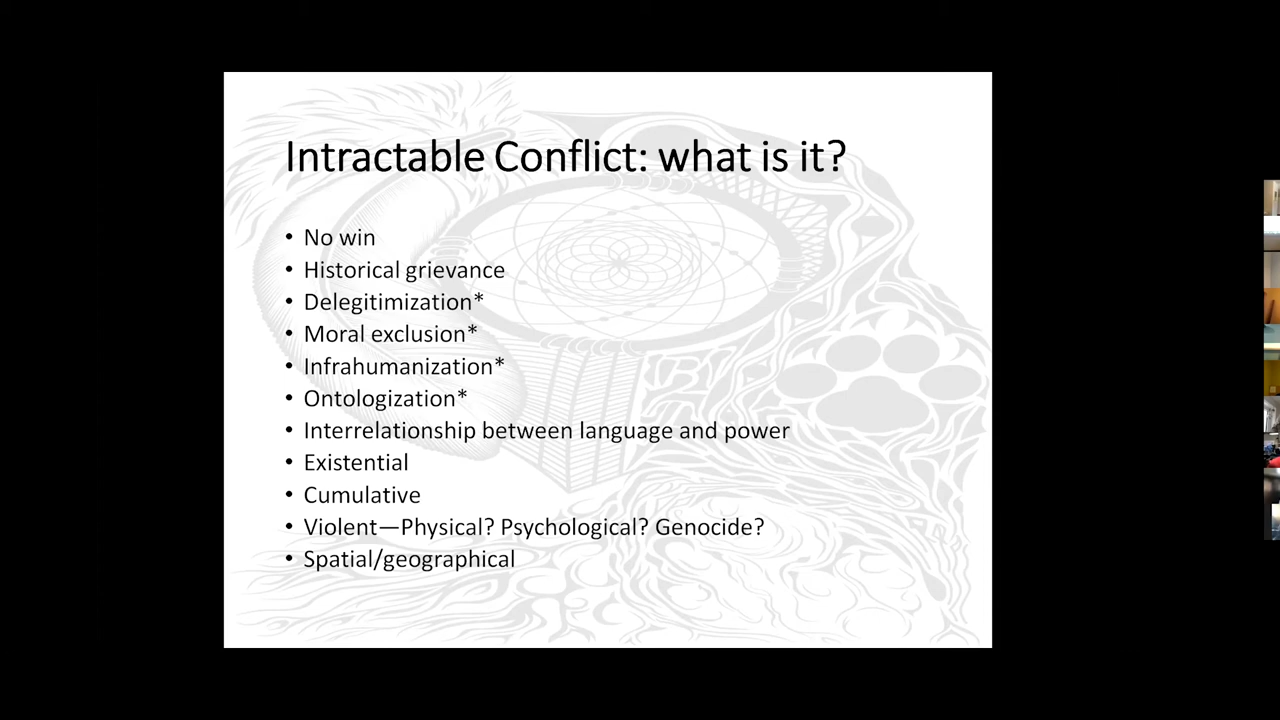 Intractable Conflict: what is it?
• No win
• Historical grievance
• Delegitimization*
• Moral exclusion*
• Infrahumanization*
• Ontologization*
• Interrelationship between language and power
• Existential
• Cumulative
• Violent—Physical? Psychological? Genocide?
• Spatial/geographical